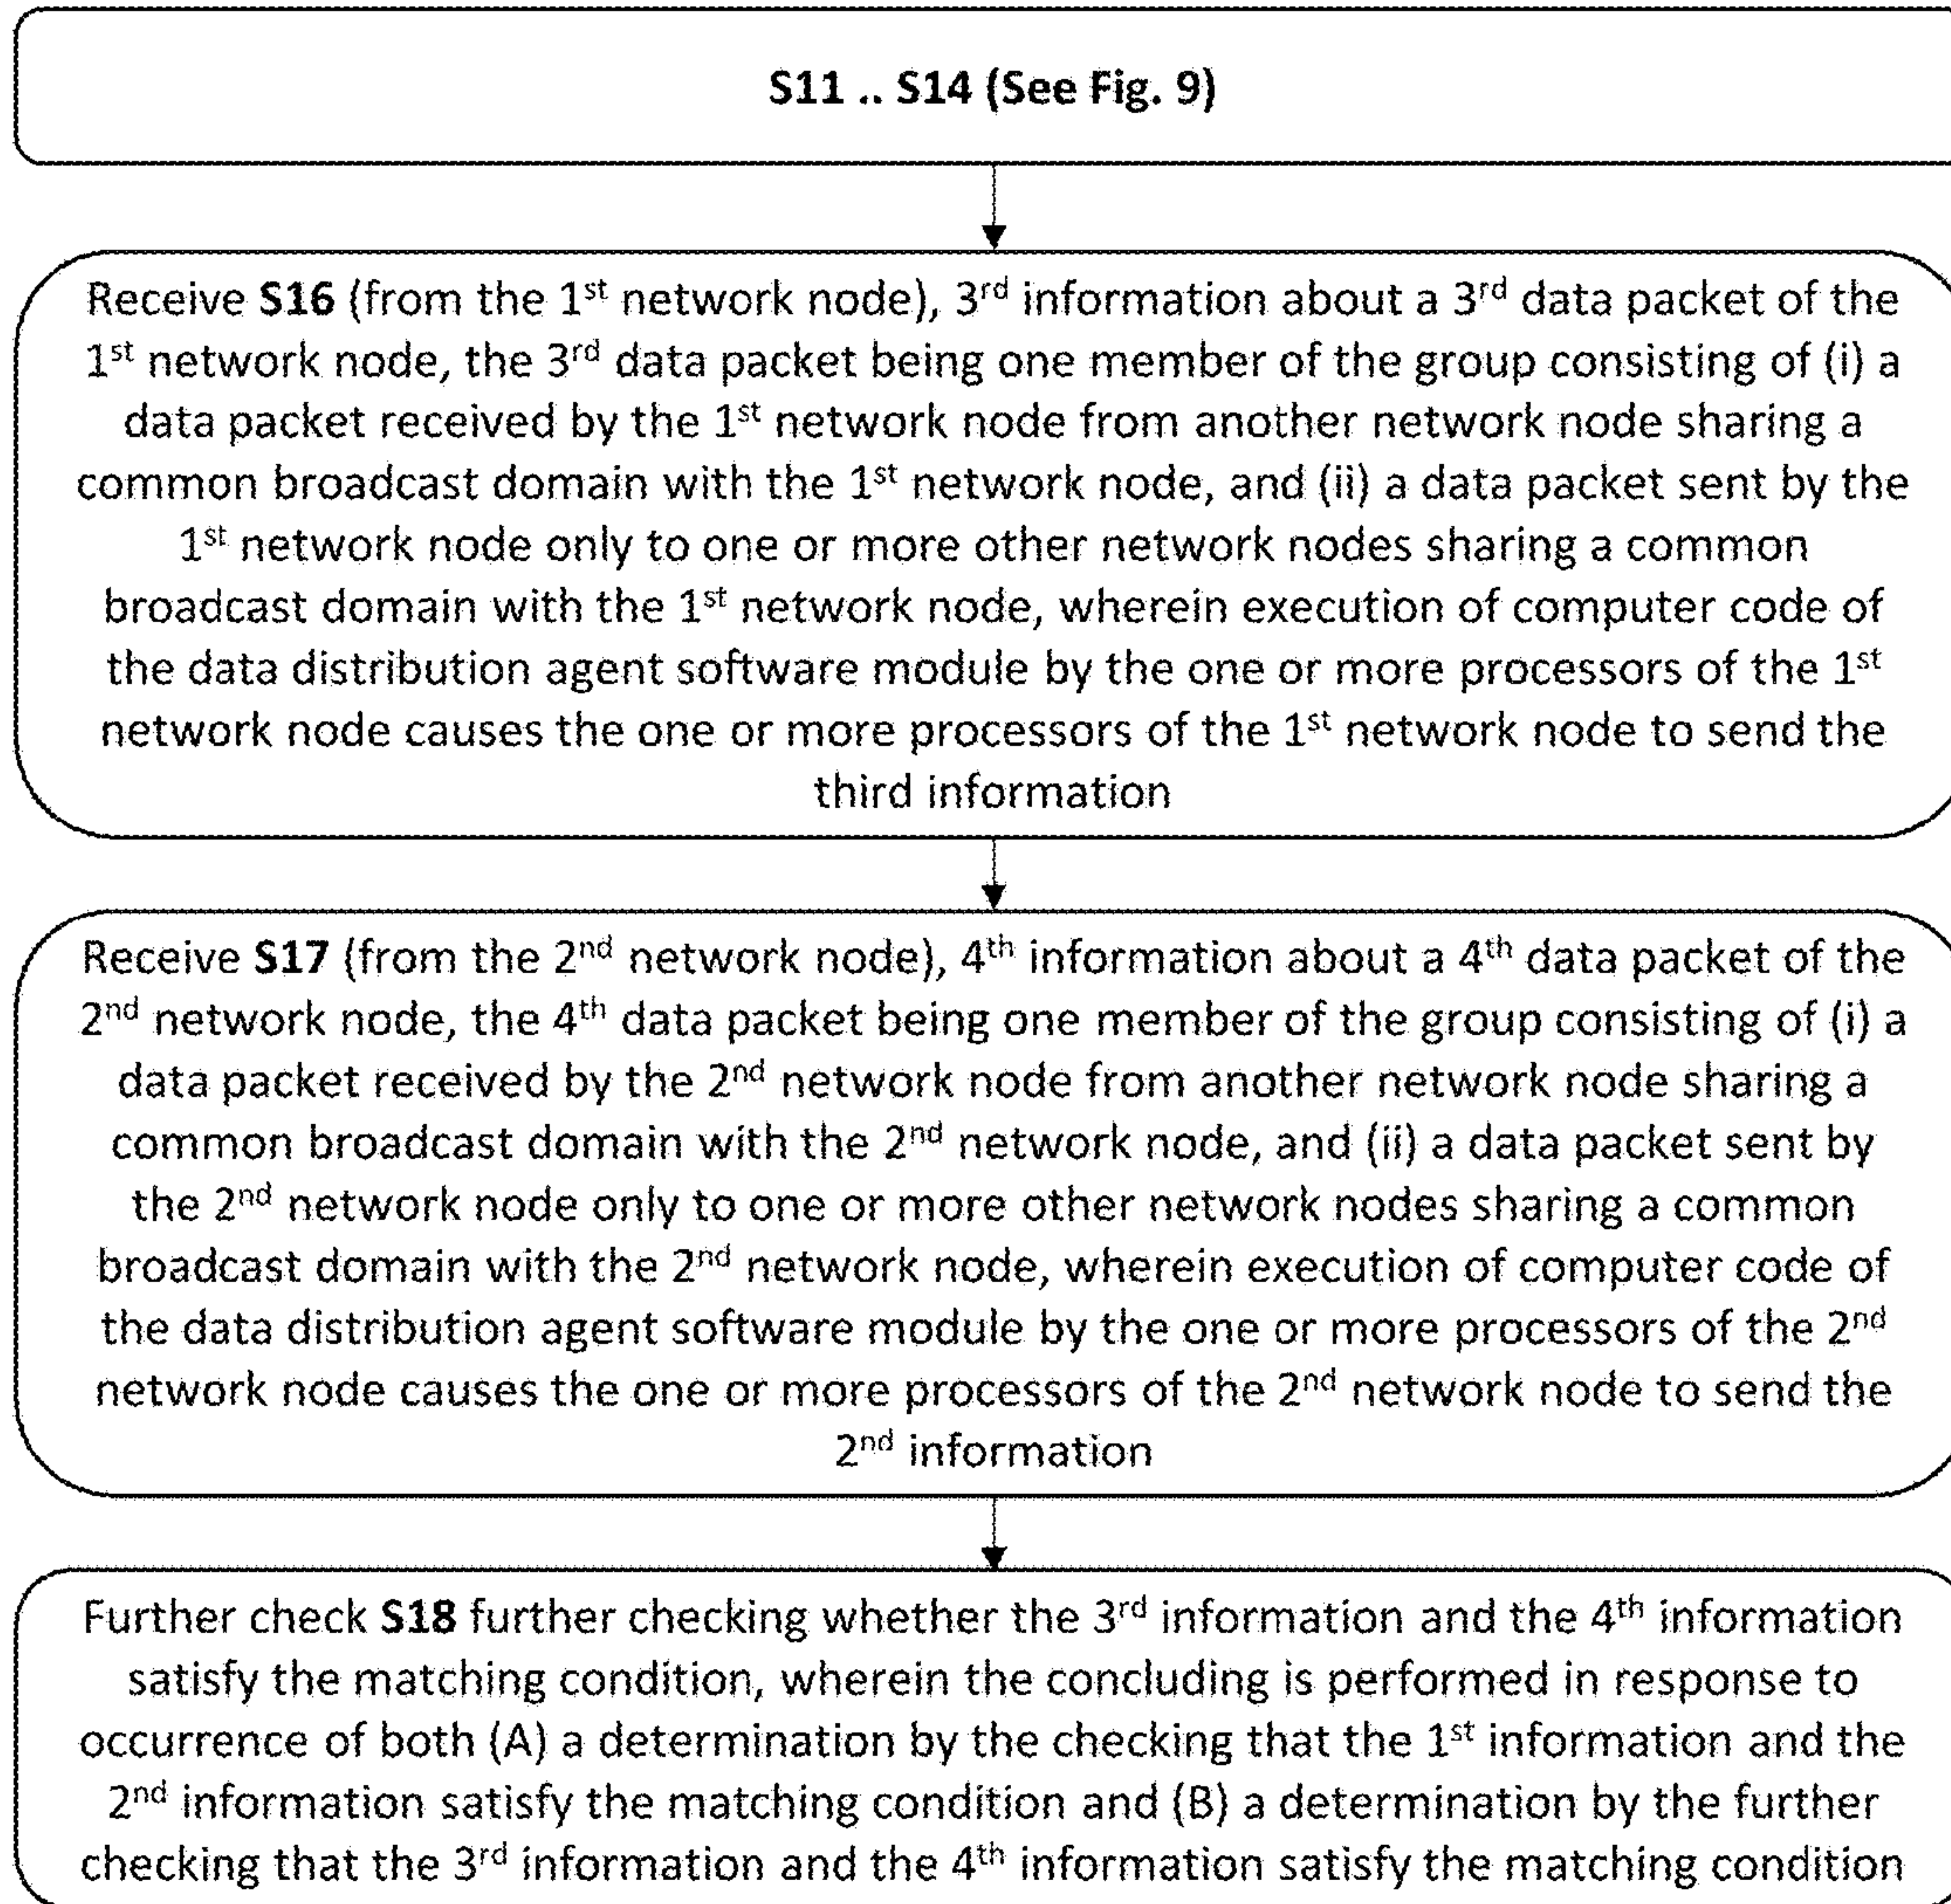 S11 .. S14 (See Fig. 9)
Receive S16 (from the 1st network node), 3rd information about a 3rd data packet of the
1st network node, the 3rd data packet being one member of the group consisting of (i) a
data packet received by the 1st network node from another network node sharing a
common broadcast domain with the 1st network node, and (ii) a data packet sent by the
1st network node only to one or more other network nodes sharing a common
broadcast domain with the 1st network node, wherein execution of computer code of
the data distribution agent software module by the one or more processors of the 1st
network node causes the one or more processors of the 1st network node to send the
third information
Receive S17 (from the 2nd network node), 4th information about a 4th data packet of the
2nd network node, the 4th data packet being one member of the group consisting of (i) a
data packet received by the 2nd network node from another network node sharing a
common broadcast domain with the 2nd network node, and (ii) a data packet sent by
the 2nd network node only to one or more other network nodes sharing a common
broadcast domain with the 2nd network node, wherein execution of computer code of
the data distribution agent software module by the one or more processors of the 2nd
network node causes the one or more processors of the 2nd network node to send the
2nd information
Further check S18 further checking whether the 3rd information and the 4th information
satisfy the matching condition, wherein the concluding is performed in response to
occurrence of both (A) a determination by the checking that the 1st information and the
2nd information satisfy the matching condition and (B) a determination by the further
checking that the 3rd information and the 4th information satisfy the matching condition